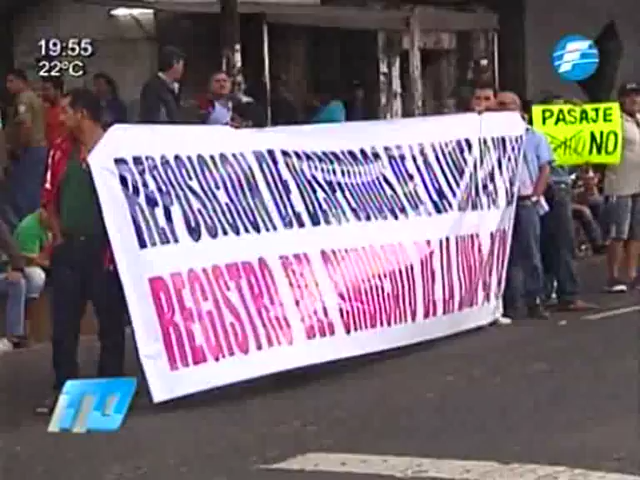 19:55
22°C
REPOSICION DE DESPEDIDOS DE LA LINEA
REGISTRO DEL SINDICATO DE LA LINEA
PASAJE
NO